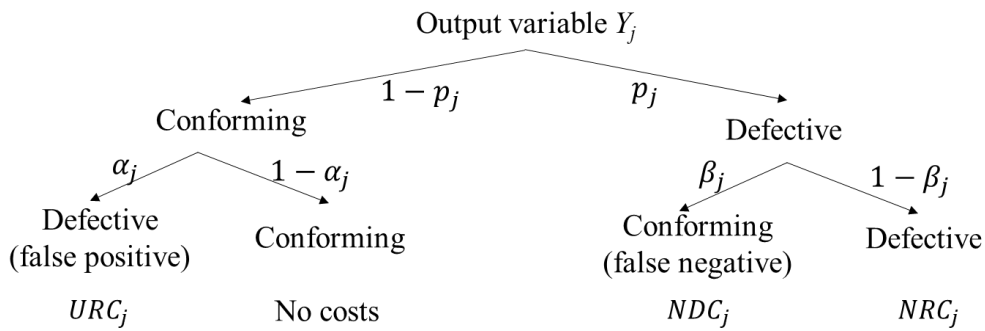 Output variable Y_j
1 − p_j
p_j
Conforming
Defective
α_j
1 − α_j
β_j
1 − β_j
Defective
(false positive)
Conforming
Conforming
(false negative)
Defective
URC_j
No costs
NDC_j
NRC_j